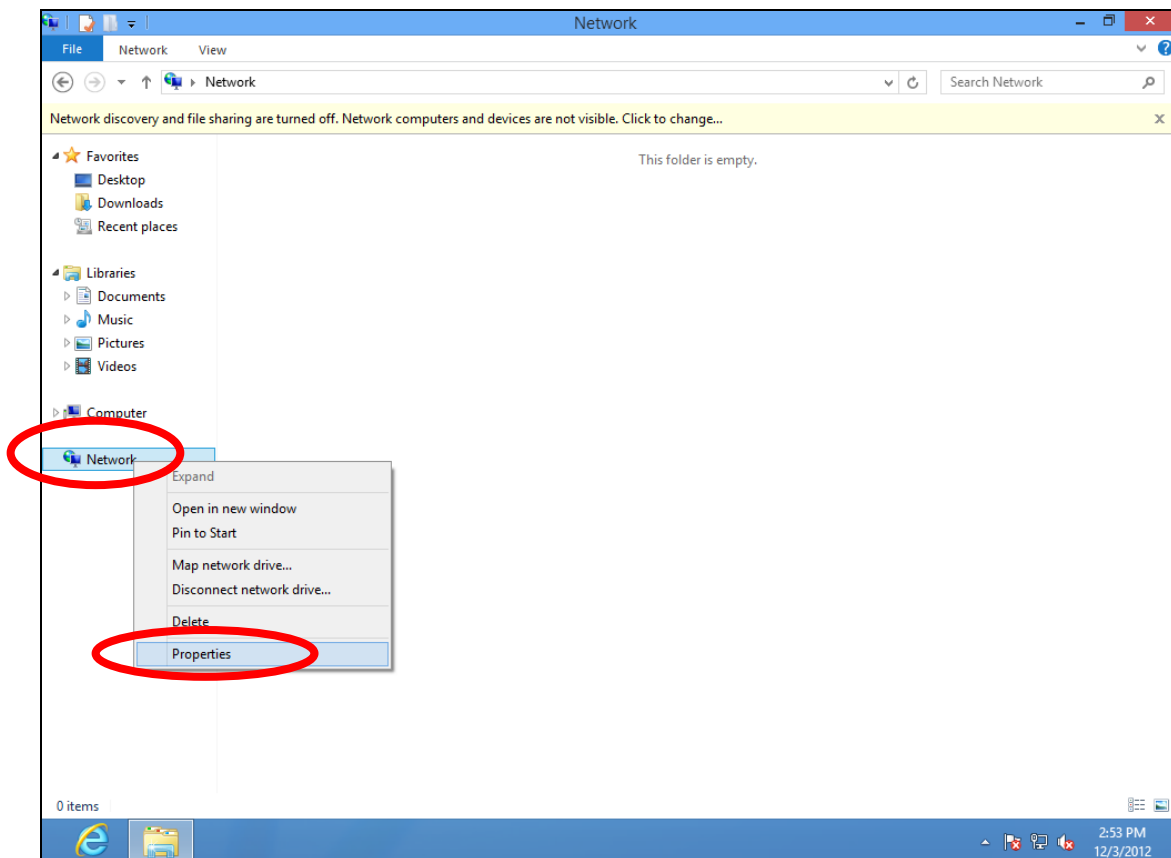 Network
File Network View
Network Search Network
Network discovery and file sharing are turned off. Network computers and devices are not visible. Click to change...
Favorites
This folder is empty.
Desktop
Downloads
Recent places
Libraries
Documents
Music
Pictures
Videos
Computer
Network
Expand
Open in new window
Pin to Start
Map network drive...
Disconnect network drive...
Delete
Properties
0 items
2:53 PM
12/3/2012